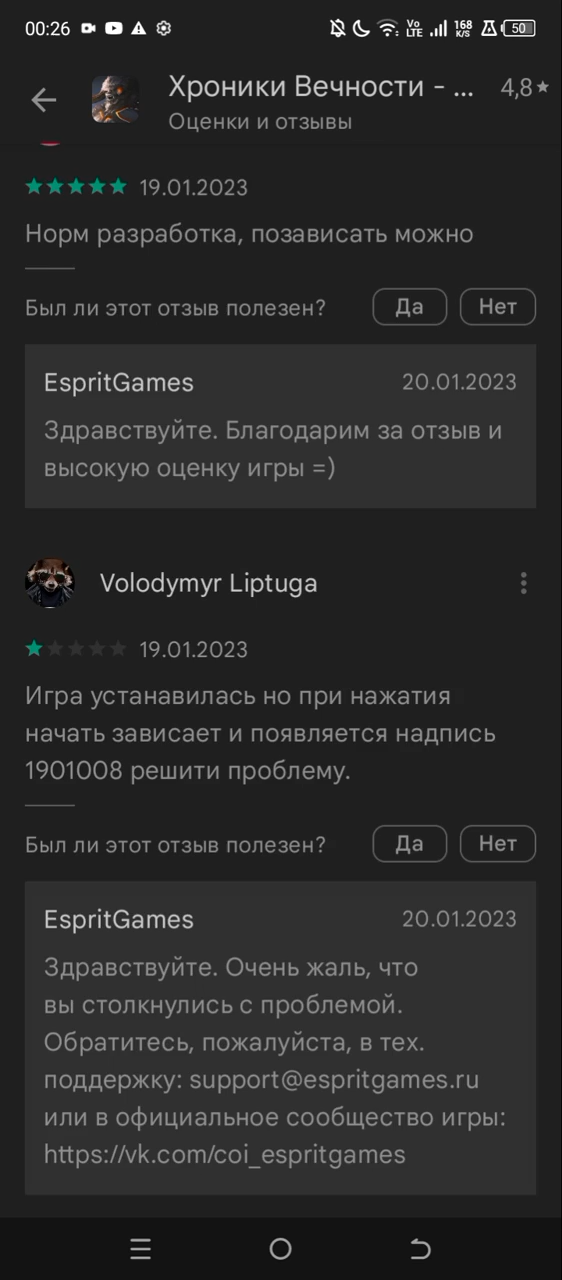 00:26
Vo
LTE
168
K/S
50
Хроники Вечности - ...
4,8★
Оценки и отзывы
19.01.2023
Норм разработка, позависать можно
Был ли этот отзыв полезен?
Да
Нет
EspritGames
20.01.2023
Здравствуйте. Благодарим за отзыв и
высокую оценку игры =)
Volodymyr Liptuga
19.01.2023
Игра устанавилась но при нажатия
начать зависает и появляется надпись
1901008 решити проблему.
Был ли этот отзыв полезен?
Да
Нет
EspritGames
20.01.2023
Здравствуйте. Очень жаль, что
вы столкнулись с проблемой.
Обратитесь, пожалуйста, в тех.
поддержку: support@espritgames.ru
или в официальное сообщество игры:
https://vk.com/coi_espritgames